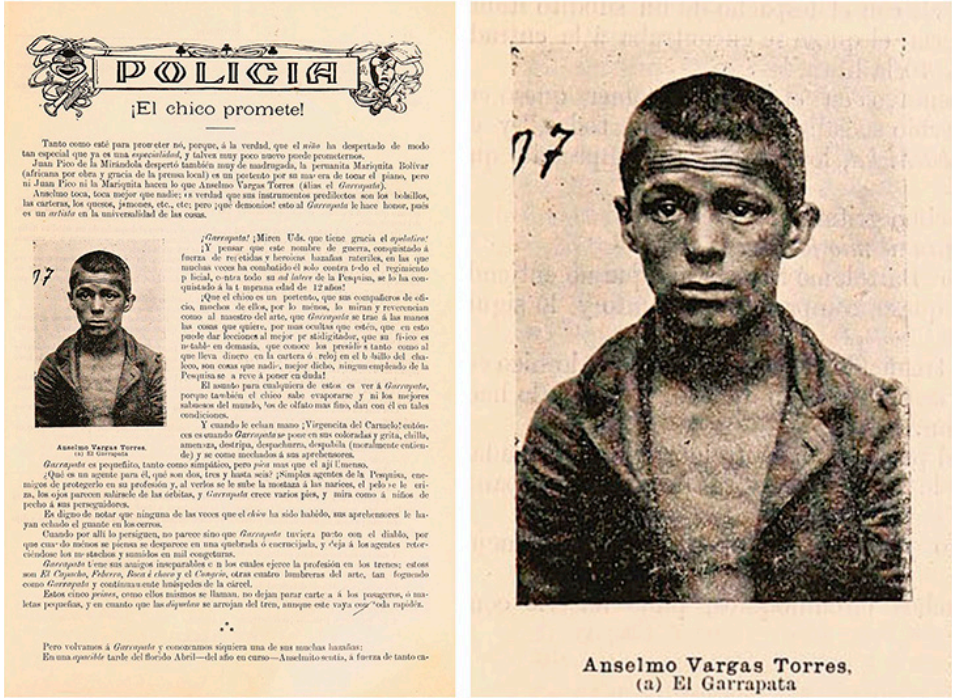 POLICIA
¡El chico promete!
Tanto como esté para prometer nó, porque, á la verdad, que el niño ha despertado de modo
tan especial que ya es una especialidad, y talves muy poco nuevo puede prometernos.
Juan Pico de la Mirándola despertó también muy de madrugada, la peruanita Mariquita Bolívar
(africana por obra y gracia de la prensa local) es un portento por su manera de tocar el piano, pero
ni Juan Pico ni la Mariquita hacen lo que Anselmo Vargas Torres (álias el Garrapata).
Anselmo toca, toca mejor que nadie; es verdad que sus instrumentos predilectos son los bolsillos,
las carteras, los quesos, jamones, etc., etc; pero ¡qué demonios! esto al Garrapata le hace honor, pués
es un artista en la universalidad de las cosas.
¡Garrapata! ¡Miren Uds. que tiene gracia el apelativo!
¡Y pensar que este nombre de guerra, conquistado á
fuerza de repetidas y heroicas hazañas rateriles, en las que
muchas veces ha combatido él solo contra todo el regimiento
policial, contra todo su ad latere de la Pesquisa, se lo ha con-
quistado á la temprana edad de 12 años!
¡Que el chico es un portento, que sus compañeros de ofi-
cio, muchos de ellos, por lo ménos, lo miran y reverencian
como al maestro del arte, que Garrapata se trae á las manos
las cosas que quiere, por mas ocultas que estén, que en esto
puede dar lecciones al mejor prestidigitador, que su físico es
notable en demasía, que conoce los presidios tanto como al
que lleva dinero en la cartera ó reloj en el bolsillo del cha-
leco, son cosas que nadie, mejor dicho, ningun empleado de la
Pesquisa se atreve á poner en duda!
El asunto para cualquiera de estos es ver á Garrapata,
porque también el chico sabe evaporarse y ni los mejores
sabuesos del mundo, los de olfato mas fino, dan con él en tales
condiciones.
Y cuando le echan mano ¡Virgencita del Carmelo! entón-
ces es cuando Garrapata se pone en sus coloradas y grita, chilla,
amenaza, destripa, despachurra, despabila (moralmente entien-
de) y se come mechados á sus aprehensores.
Anselmo Vargas Torres
(a) El Garrapata
Garrapata es pequeñito, tanto como simpático, pero pica mas que el ají limeño.
¿Qué es un agente para él, qué son dos, tres y hasta seis? ¡Simples agentes de la Pesquisa, ene-
migos de protegerlo en su profesión y, al verlos se le sube la mostaza á las narices, el pelo se le eri-
za, los ojos parecen salírsele de las órbitas, y Garrapata crece varios pies, y mira como á niños de
pecho á sus perseguidores.
Es digno de notar que ninguna de las veces que el chico ha sido habido, sus aprehensores le ha-
yan echado el guante en los cerros.
Cuando por allí lo persiguen, no parece sino que Garrapata tuviera pacto con el diablo, por
que cuando ménos se piensa se desparece en una quebrada ó encrucijada, y deja á los agentes retor-
ciéndose los mostachos y sumidos en mil congeturas.
Garrapata tiene sus amigos inseparables con los cuales ejerce la profesión en los trenes; estos
son El Capacho, Febrero, Boca é choro y el Congrio, otras cuatro lumbreras del arte, tan fogueado
como Garrapata y continuamente huéspedes de la cárcel.
Estos cinco peines, como ellos mismos se llaman, no dejan parar carteras á los pasageros, ó ma-
letas pequeñas, y en cuanto que las diquelan se arrojan del tren, aunque este vaya con toda rapidéz.
Pero volvamos á Garrapata y conozcamos siquiera una de sus muchas hazañas:
En una apacible tarde del florido Abril—del año en curso—Anselmito sentía, á fuerza de tanto ca-
07
Anselmo Vargas Torres,
(a) El Garrapata